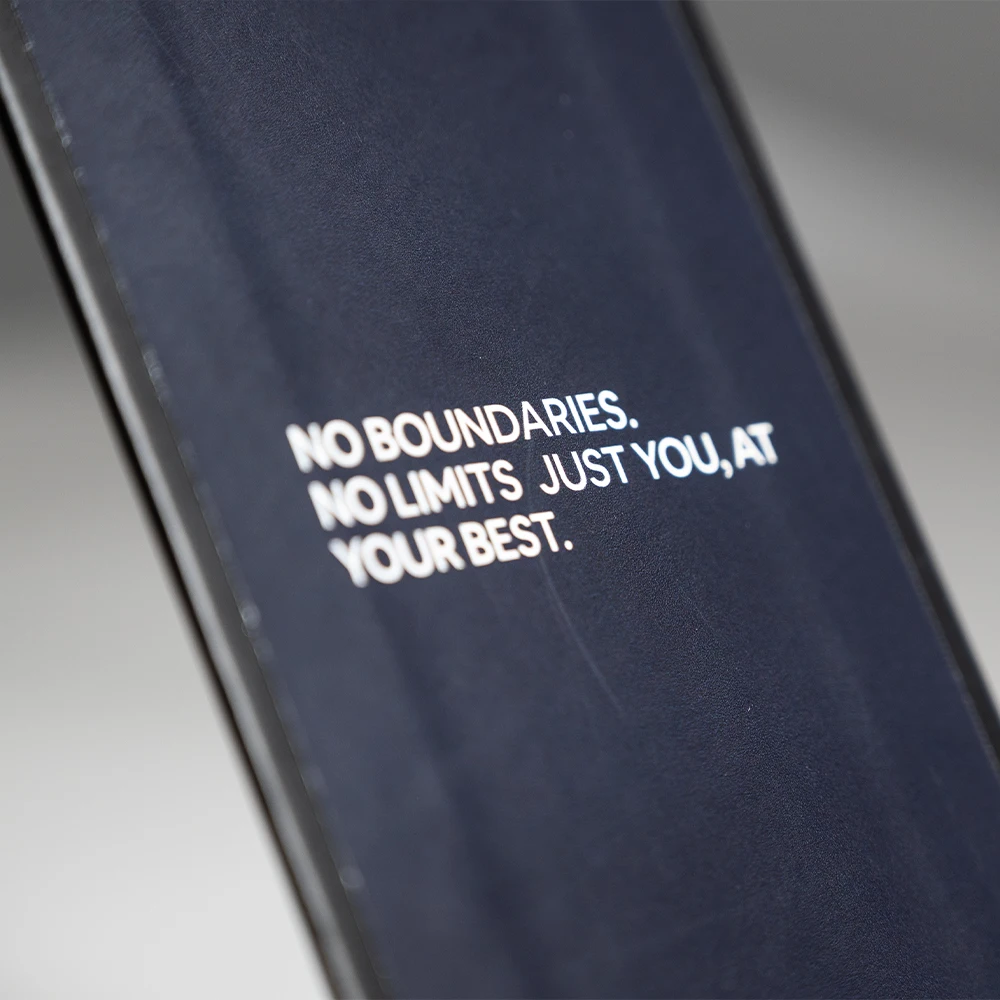 NO BOUNDARIES.
NO LIMITS JUST YOU, AT
YOUR BEST.